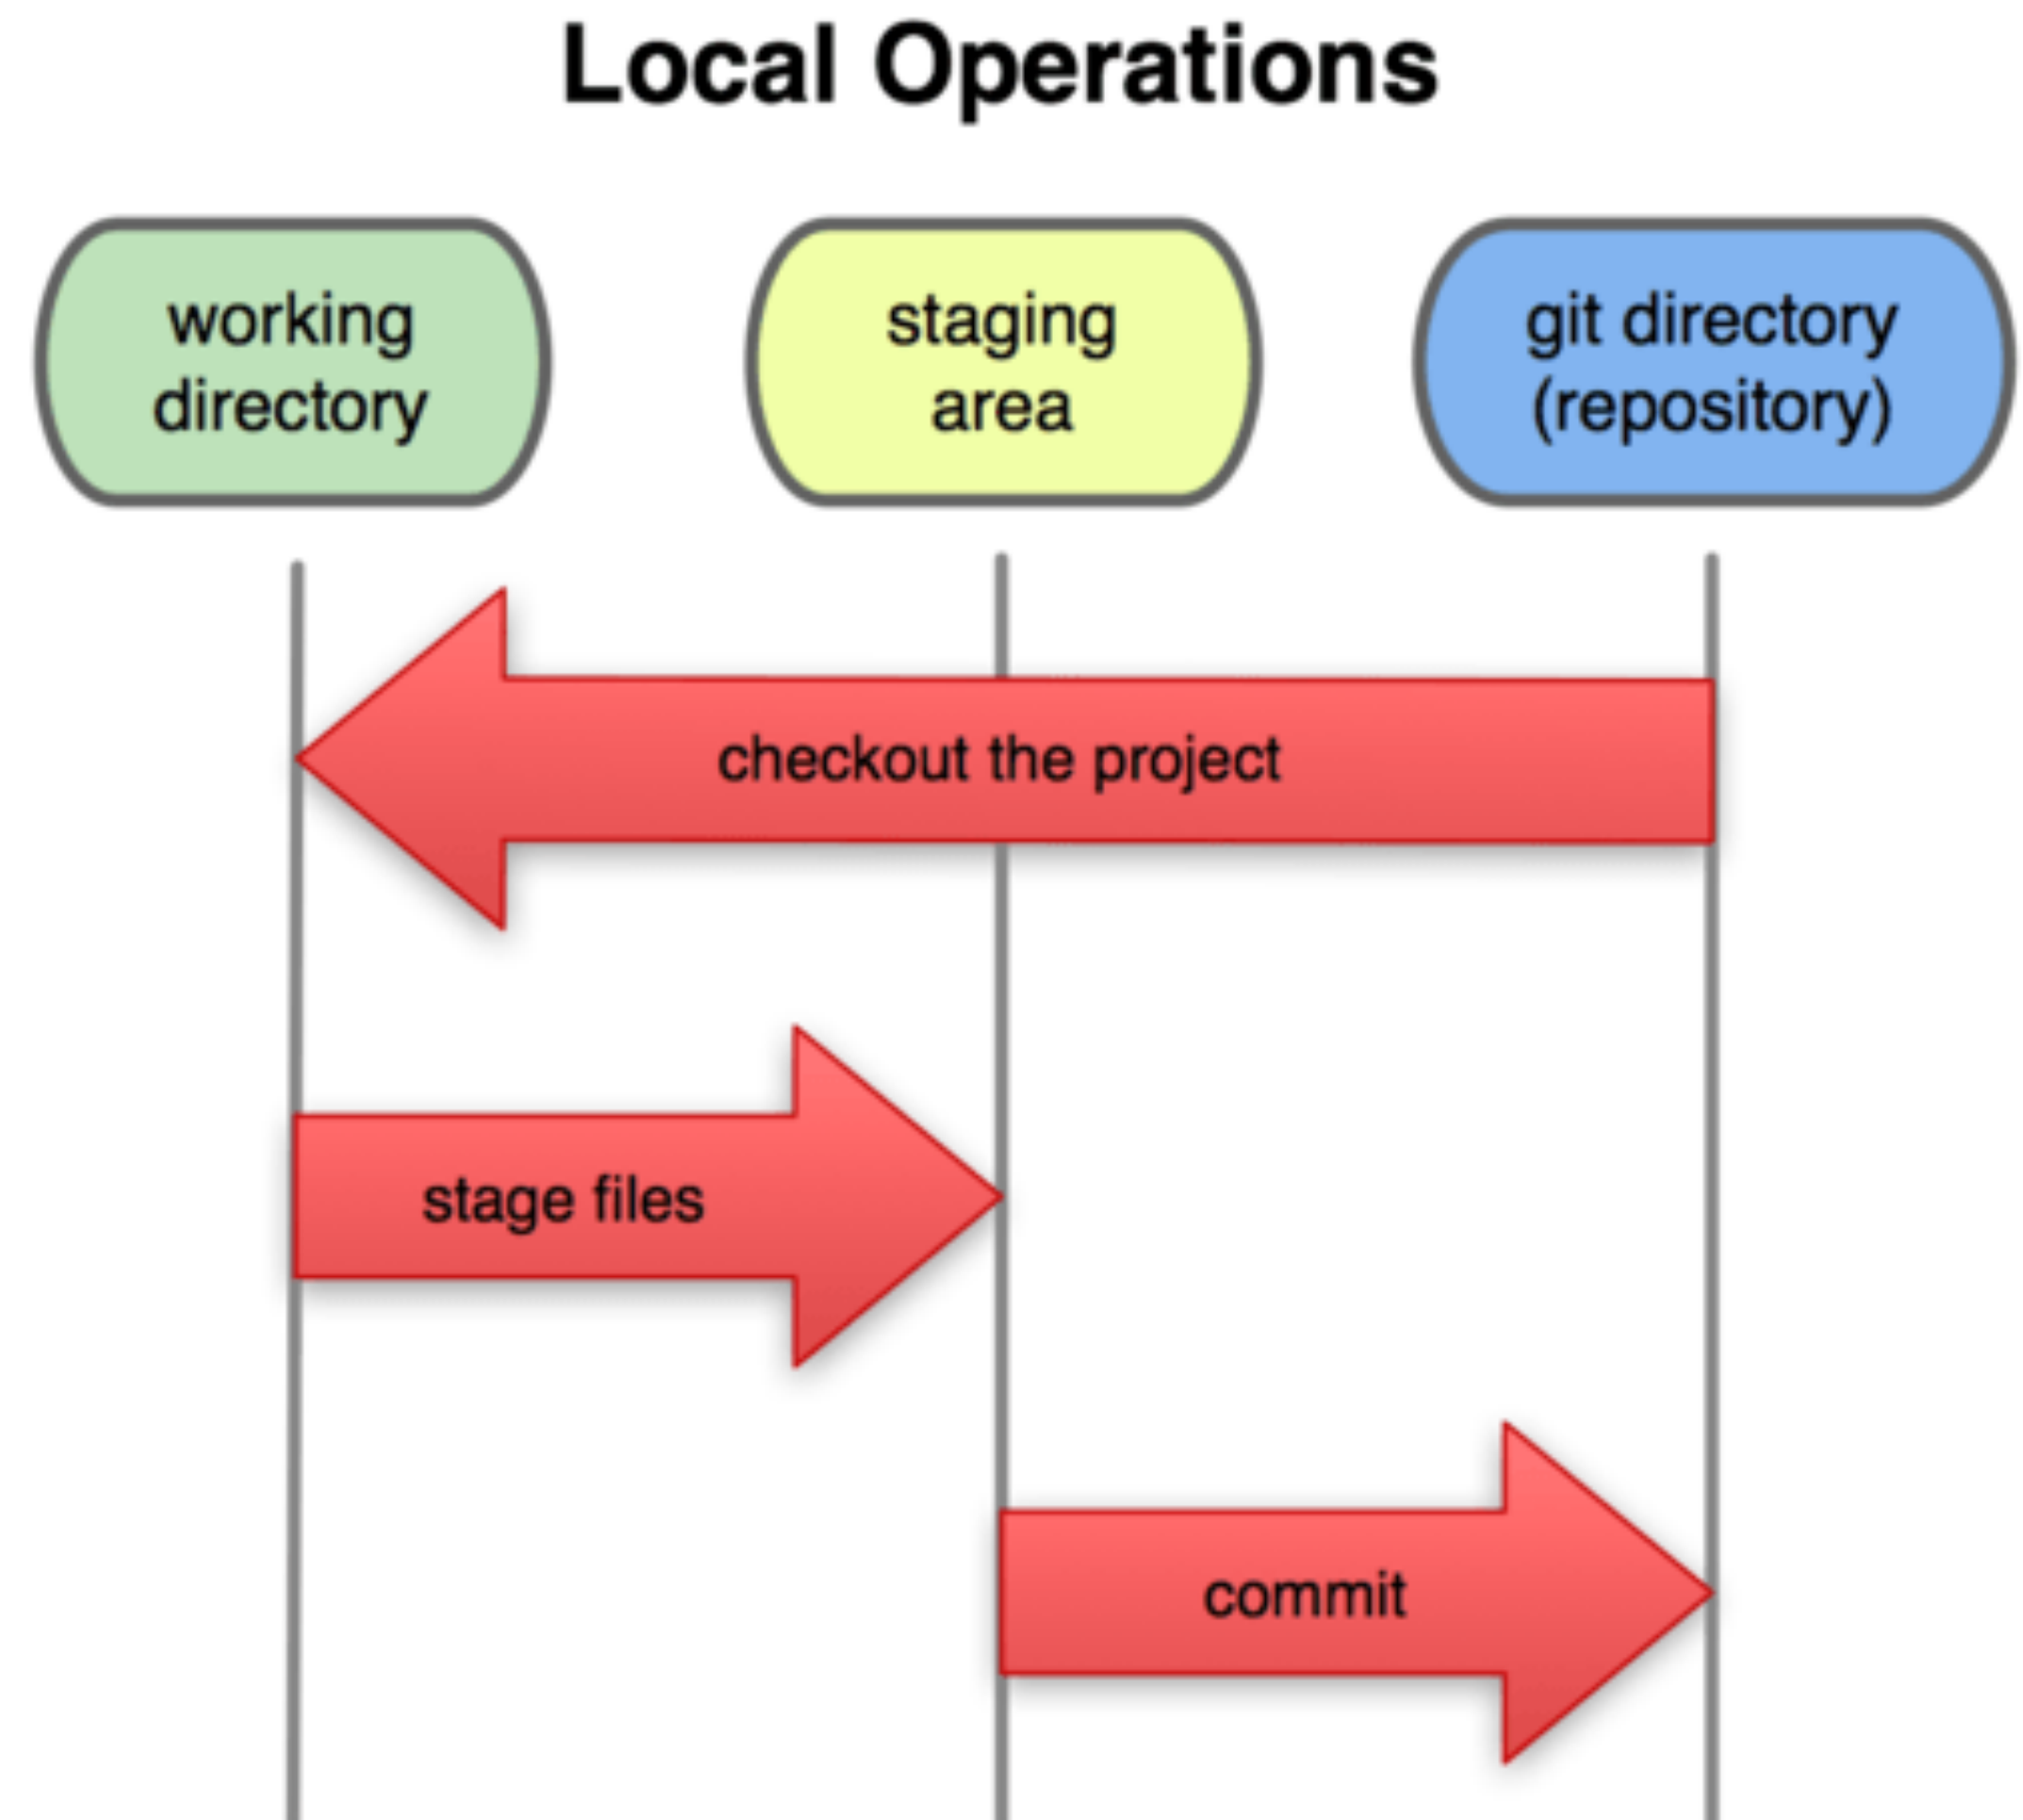 Local Operations
working
directory
staging
area
git directory
(repository)
checkout the project
stage files
commit